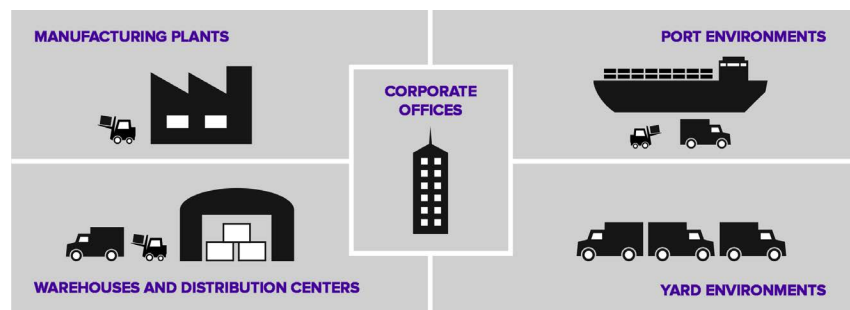 MANUFACTURING PLANTS
PORT ENVIRONMENTS
CORPORATE
OFFICES
WAREHOUSES AND DISTRIBUTION CENTERS
YARD ENVIRONMENTS